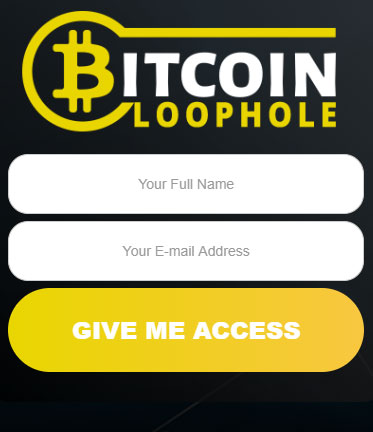 BITCOIN
LOOPHOLE
Your Full Name
Your E-mail Address
GIVE ME ACCESS